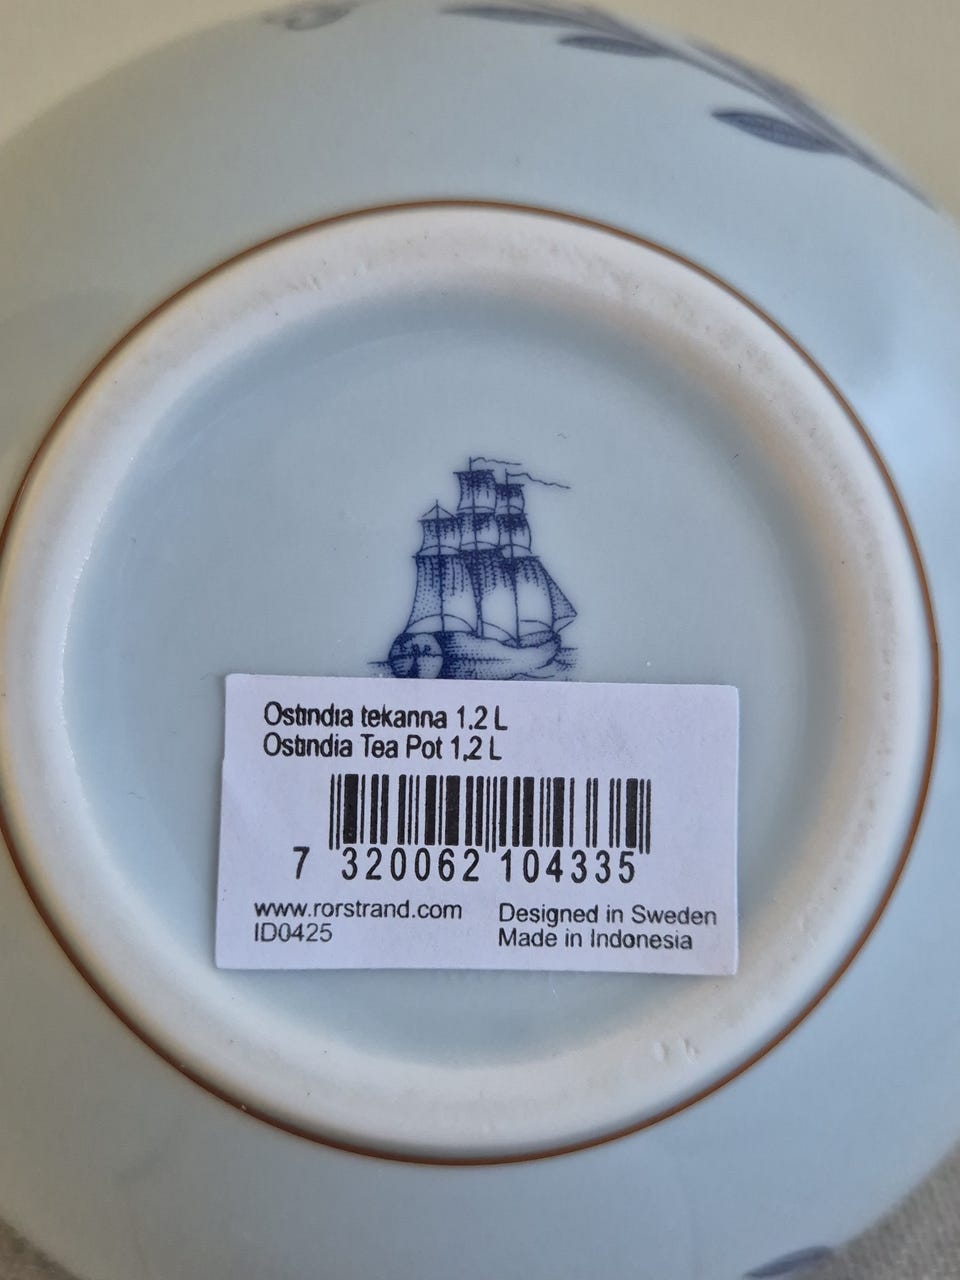 Ostindia tekanna 1.2 L
Ostindia Tea Pot 1,2 L
7 320062 104335
www.rorstrand.com
ID0425
Designed in Sweden
Made in Indonesia